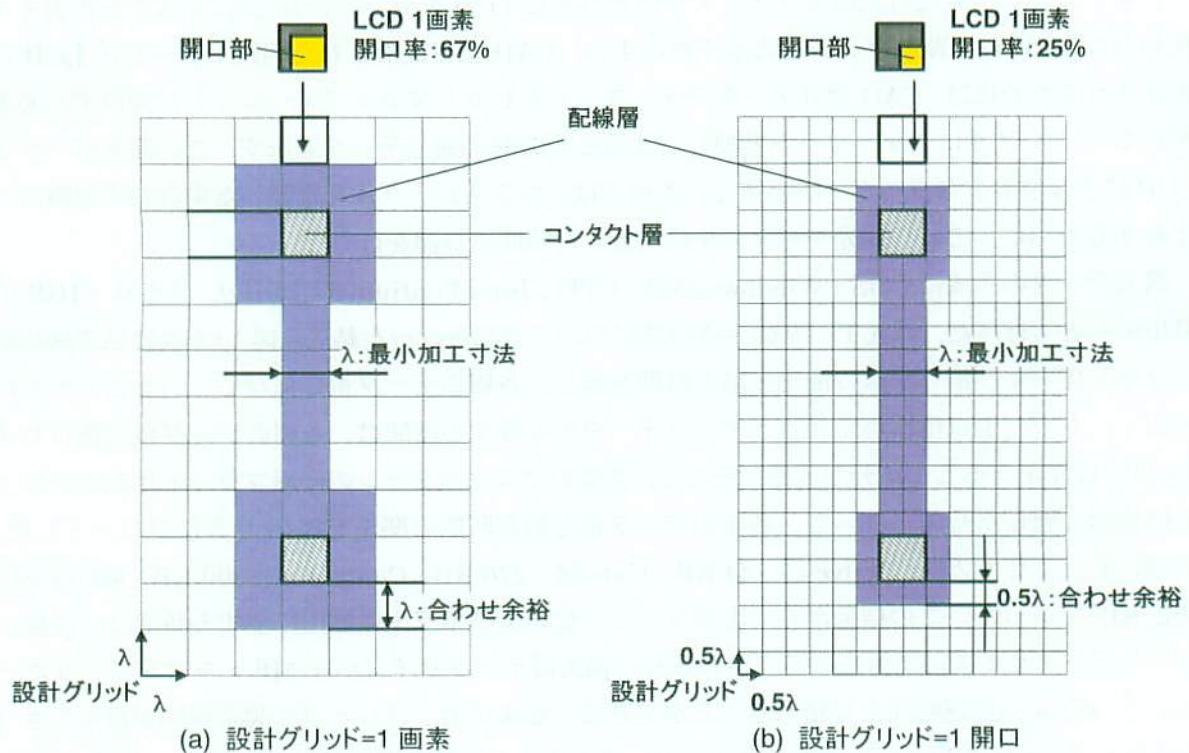 LCD 1画素
開口率:67%
開口部
LCD 1画素
開口率:25%
開口部
配線層
コンタクト層
λ:最小加工寸法
λ:最小加工寸法
λ:合わせ余裕
0.5λ:合わせ余裕
λ
設計グリッド
λ
0.5λ
設計グリッド
0.5λ
(a) 設計グリッド=1 画素
(b) 設計グリッド=1 開口